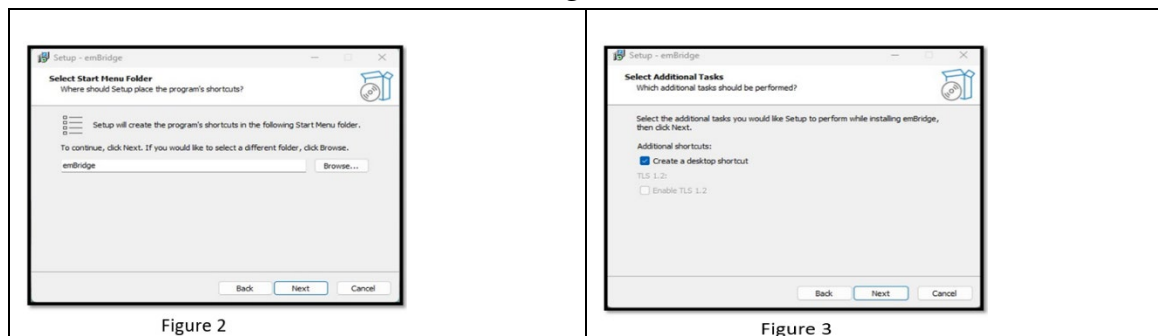 Setup - emBridge
Select Start Menu Folder
Where should Setup place the program's shortcuts?
Setup will create the program's shortcuts in the following Start Menu folder.
To continue, click Next. If you would like to select a different folder, click Browse.
emBridge
Browse...
Back
Next
Cancel
Figure 2
Setup - emBridge
Select Additional Tasks
Which additional tasks should be performed?
Select the additional tasks you would like Setup to perform while installing emBridge,
then click Next.
Additional shortcuts:
Create a desktop shortcut
TLS 1.2:
Enable TLS 1.2
Back
Next
Cancel
Figure 3